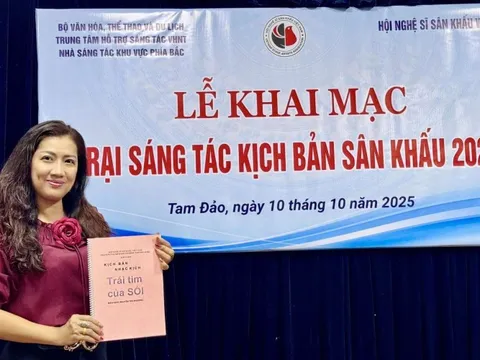 BỘ VĂN HÓA, THỂ THAO VÀ DU LỊCH
TRUNG TÂM HỖ TRỢ SÁNG TÁC VHNT
NHÀ SÁNG TÁC KHU VỰC PHÍA BẮC
HỘI NGHỆ SĨ SÂN KHẤU V
LỄ KHAI MẠC
RẠI SÁNG TÁC KỊCH BẢN SÂN KHẤU 202
Tam Đảo, ngày 10 tháng 10 năm 2025
KỊCH BẢN
NHẠC KỊCH
Trái tim
của SÓI